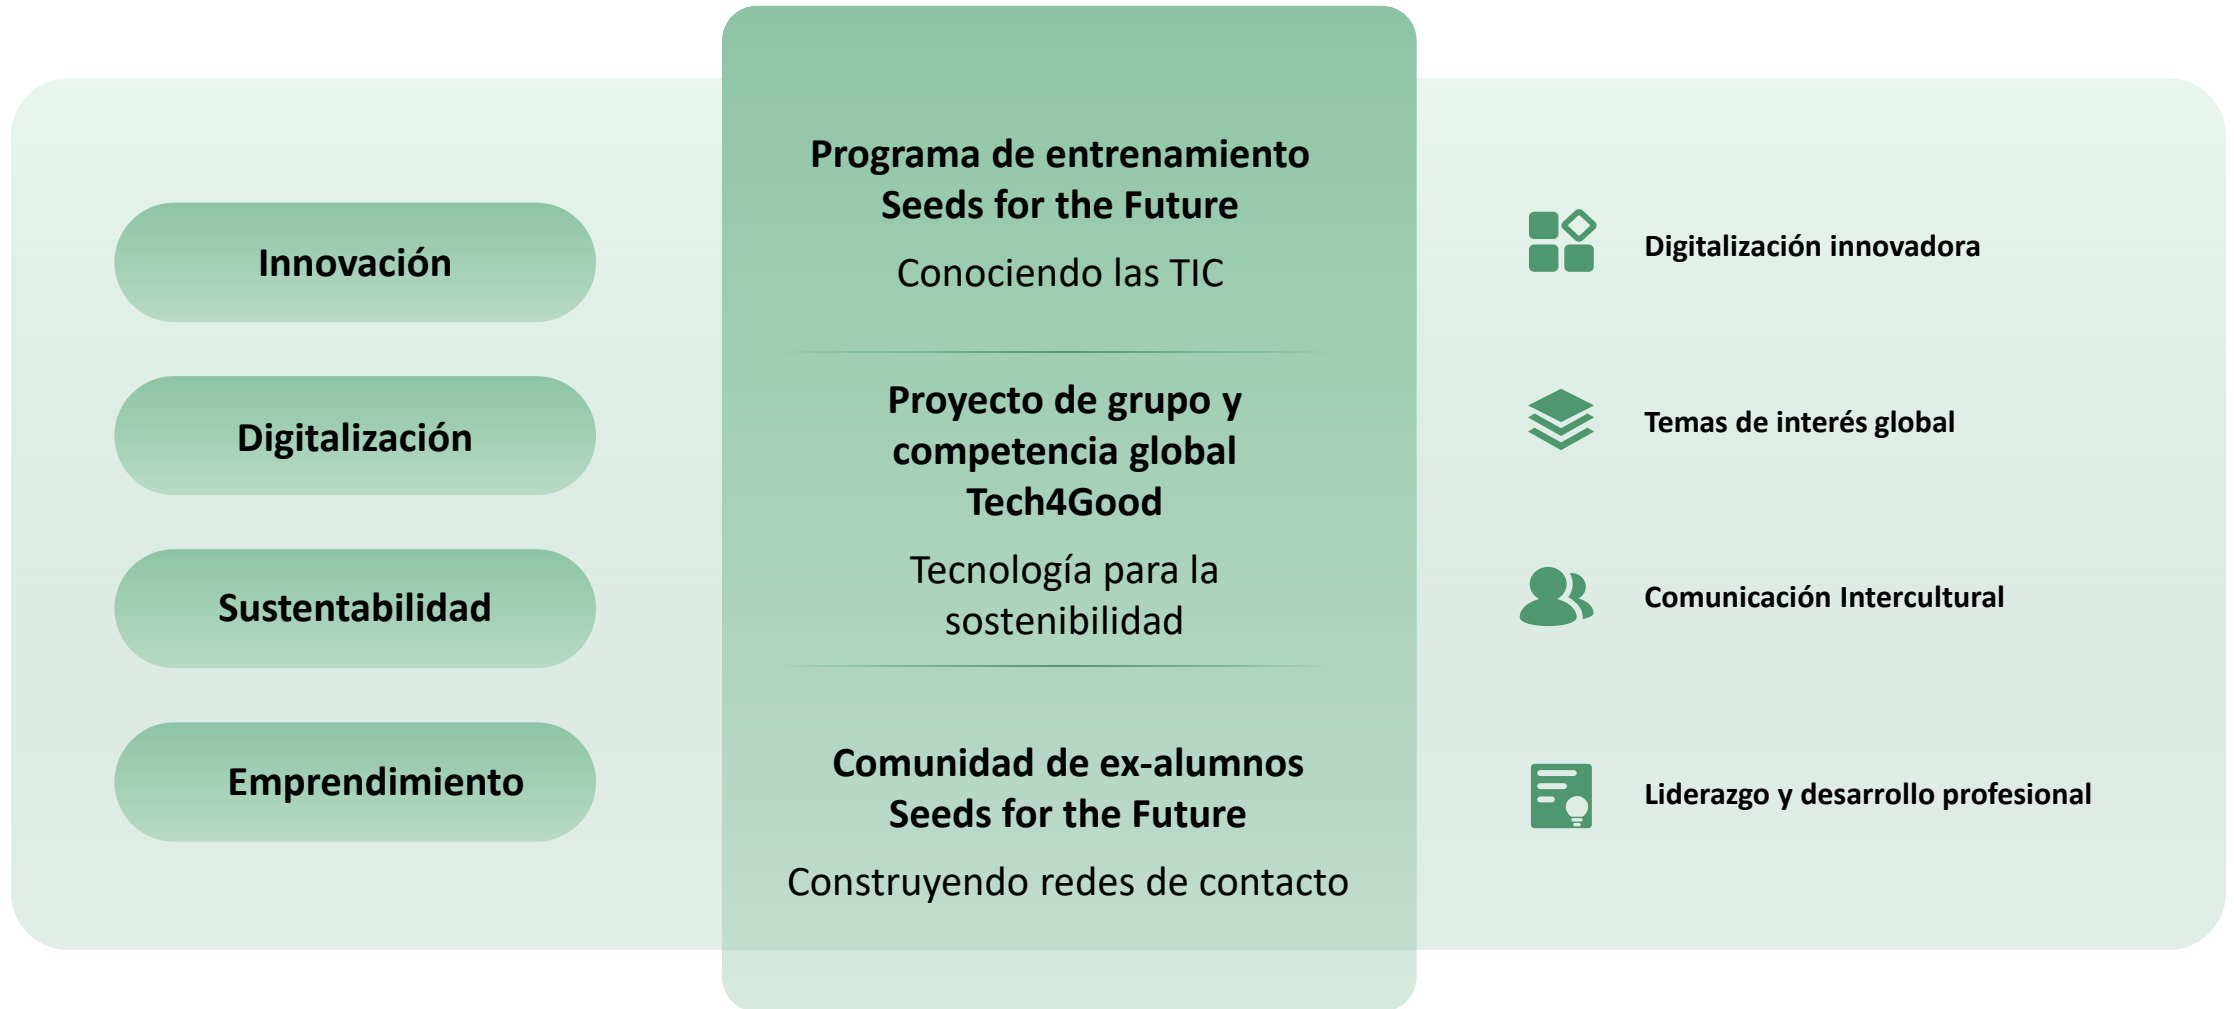 Innovación
Digitalización
Sustentabilidad
Emprendimiento
Programa de entrenamiento
Seeds for the Future
Conociendo las TIC
Proyecto de grupo y
competencia global
Tech4Good
Tecnología para la
sostenibilidad
Comunidad de ex-alumnos
Seeds for the Future
Construyendo redes de contacto
Digitalización innovadora
Temas de interés global
Comunicación Intercultural
Liderazgo y desarrollo profesional